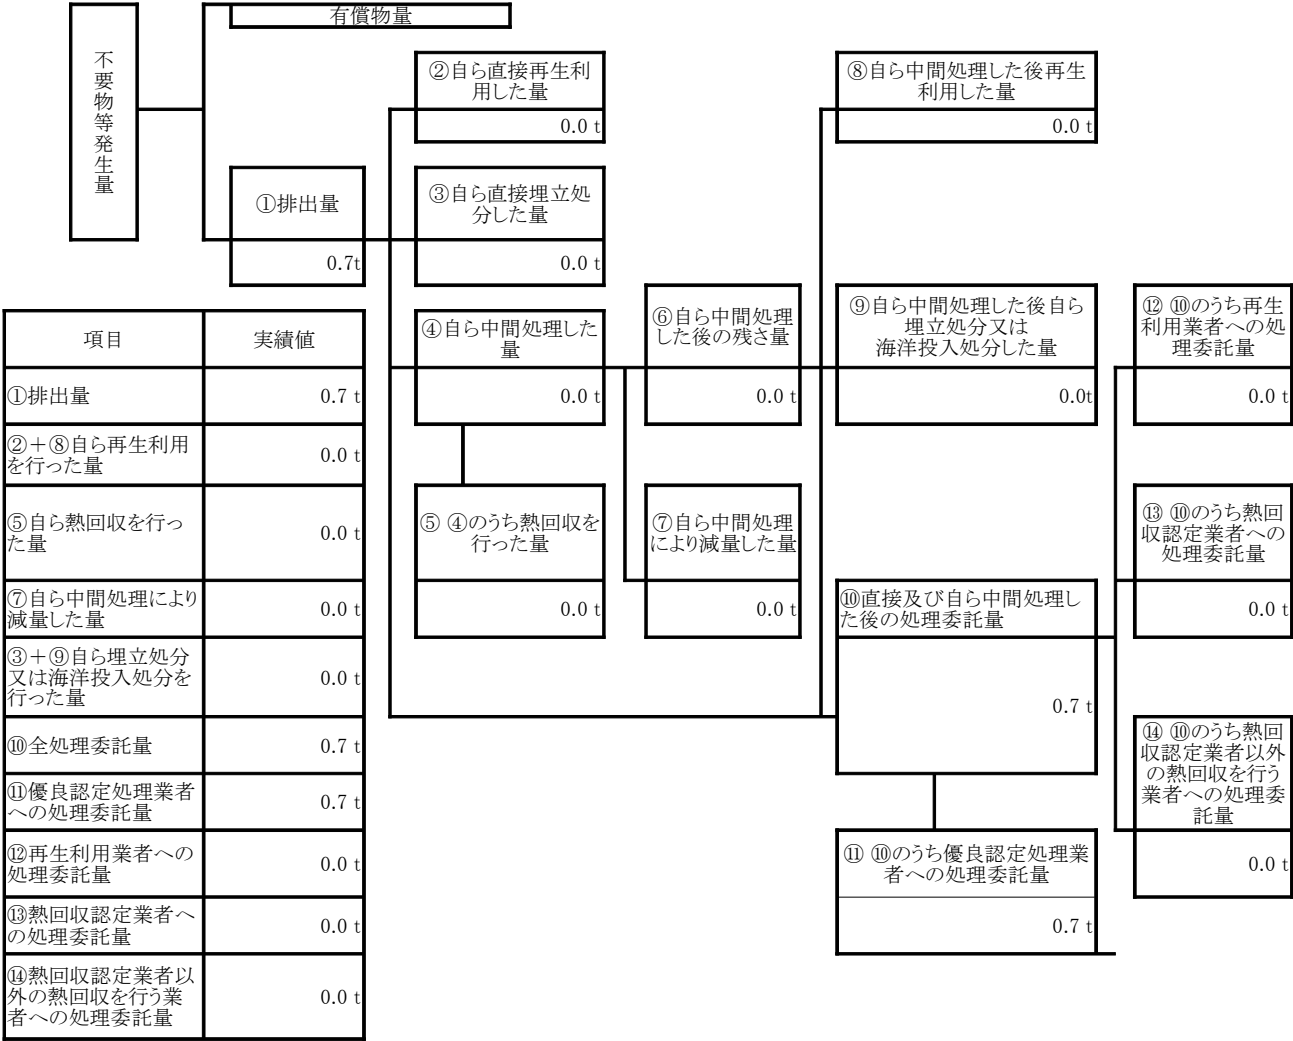 有償物量
不要物等発生量
②自ら直接再生利
用した量
0.0 t
⑧自ら中間処理した後再生
利用した量
0.0 t
①排出量
0.7t
③自ら直接埋立処
分した量
0.0 t
④自ら中間処理した
量
0.0 t
⑥自ら中間処理
した後の残さ量
0.0 t
⑨自ら中間処理した後自ら
埋立処分又は
海洋投入処分した量
0.0t
⑫ ⑩のうち再生
利用業者への処
理委託量
0.0 t
⑤ ④のうち熱回収を
行った量
0.0 t
⑦自ら中間処理
により減量した量
0.0 t
⑬ ⑩のうち熱回
収認定業者への
処理委託量
0.0 t
⑩直接及び自ら中間処理し
た後の処理委託量
0.7 t
⑭ ⑩のうち熱回
収認定業者以外
の熱回収を行う
業者への処理委
託量
0.0 t
⑪ ⑩のうち優良認定処理業
者への処理委託量
0.7 t
項目 実績値
①排出量 0.7 t
②＋⑧自ら再生利用
を行った量
0.0 t
⑤自ら熱回収を行っ
た量
0.0 t
⑦自ら中間処理により
減量した量
0.0 t
③＋⑨自ら埋立処分
又は海洋投入処分を
行った量
0.0 t
⑩全処理委託量 0.7 t
⑪優良認定処理業者
への処理委託量
0.7 t
⑫再生利用業者への
処理委託量
0.0 t
⑬熱回収認定業者へ
の処理委託量
0.0 t
⑭熱回収認定業者以
外の熱回収を行う業
者への処理委託量
0.0 t